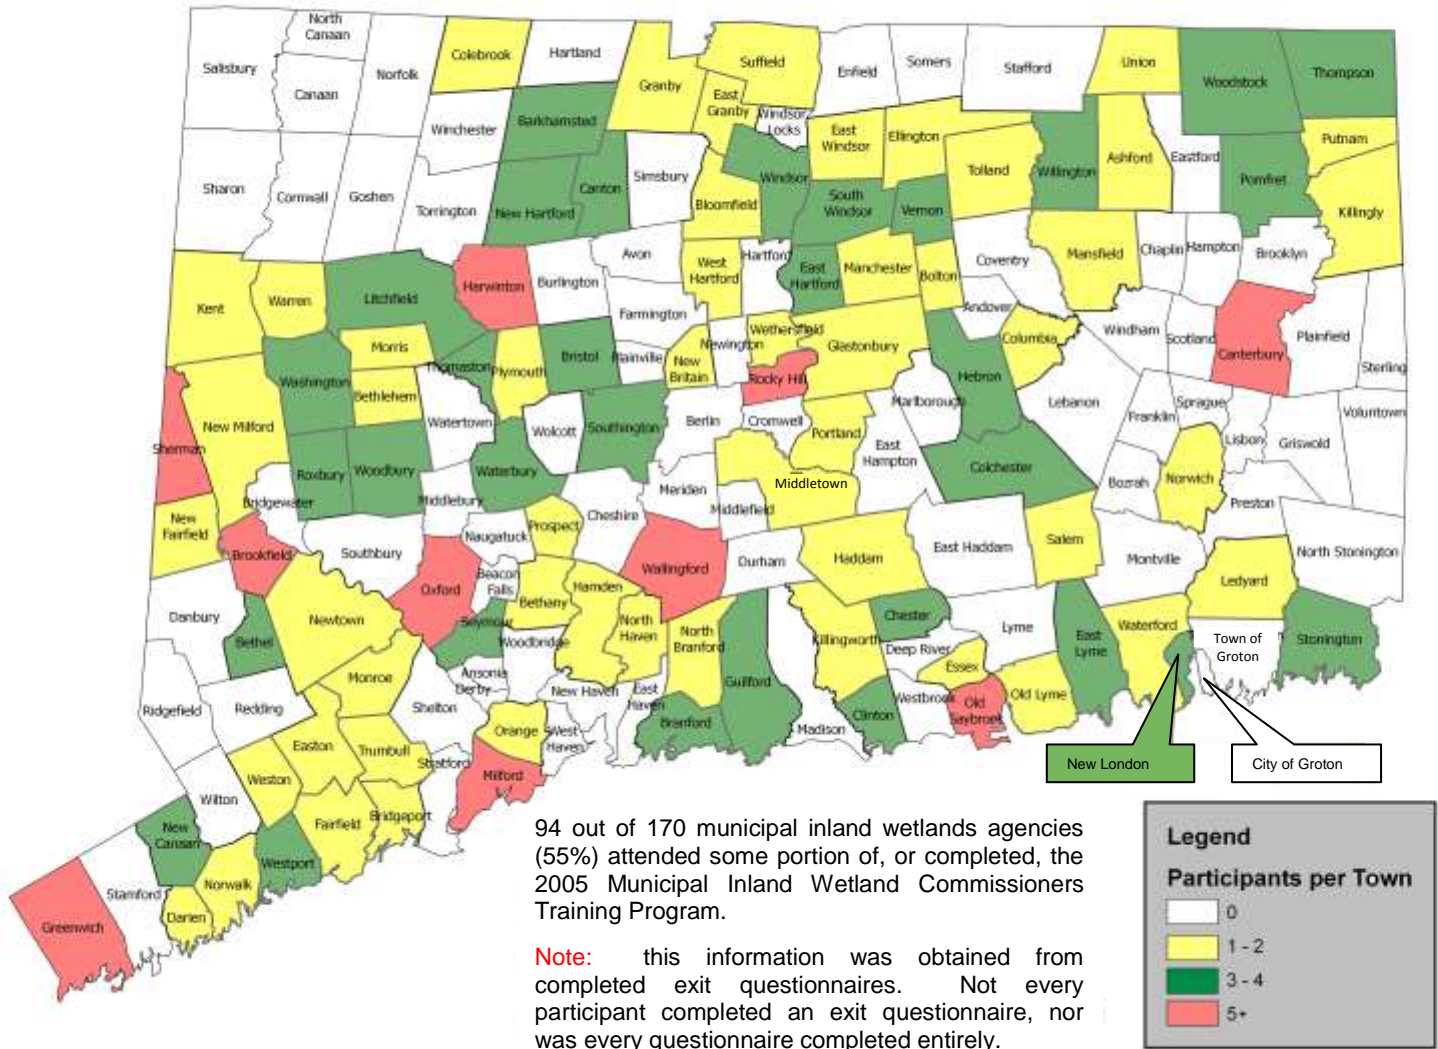 North
Canaan
Colebrook
Hartland
Salisbury
Norfolk
Canaan
Granby
Suffield
Enfield
Somers
Stafford
Union
Woodstock
Thompson
East
Granby
Windsor
Locks
Winchester
Barkhamsted
East
Windsor
Ellington
Putnam
Sharon
Cornwall
Goshen
Torrington
New Hartford
Canton
Simsbury
Bloomfield
Windsor
South
Windsor
Vernon
Tolland
Willington
Ashford
Eastford
Pomfret
Killingly
Kent
Warren
Litchfield
Harwinton
Burlington
Avon
West
Hartford
Hartford
East
Hartford
Manchester
Bolton
Coventry
Mansfield
Chaplin
Hampton
Brooklyn
Farmington
Andover
Morris
Thomaston
Plymouth
Bristol
Plainville
New
Britain
Newington
Wethersfield
Glastonbury
Columbia
Windham
Scotland
Canterbury
Plainfield
Sterling
Washington
Bethlehem
Watertown
Wolcott
Southington
Berlin
Rocky Hill
Cromwell
Portland
Marlborough
Hebron
Lebanon
Franklin
Sprague
Lisbon
Griswold
Voluntown
Sherman
New Milford
Roxbury
Woodbury
Waterbury
Meriden
Middletown
East
Hampton
Colchester
Bozrah
Norwich
Preston
New
Fairfield
Bridgewater
Middlebury
Naugatuck
Prospect
Cheshire
Middlefield
Brookfield
Southbury
Oxford
Beacon
Falls
Wallingford
Durham
Haddam
East Haddam
Salem
Montville
North Stonington
Danbury
Bethel
Newtown
Seymour
Bethany
Woodbridge
Hamden
North
Haven
North
Branford
Guilford
Killingworth
Chester
Deep River
Essex
Lyme
East
Lyme
Waterford
Ledyard
Town of
Groton
Stonington
Ridgefield
Redding
Monroe
Ansonia
Derby
Shelton
New Haven
East
Haven
Branford
Madison
Clinton
Westbrook
Old
Saybrook
Old Lyme
Easton
Trumbull
Stratford
Orange
West
Haven
Milford
New London
City of Groton
Weston
Wilton
Fairfield
Bridgeport
New
Canaan
Westport
Norwalk
Stamford
Darien
Greenwich
94 out of 170 municipal inland wetlands agencies
(55%) attended some portion of, or completed, the
2005 Municipal Inland Wetland Commissioners
Training Program.
Note: this information was obtained from
completed exit questionnaires. Not every
participant completed an exit questionnaire, nor
was every questionnaire completed entirely.
Legend
Participants per Town
0
1 - 2
3 - 4
5+